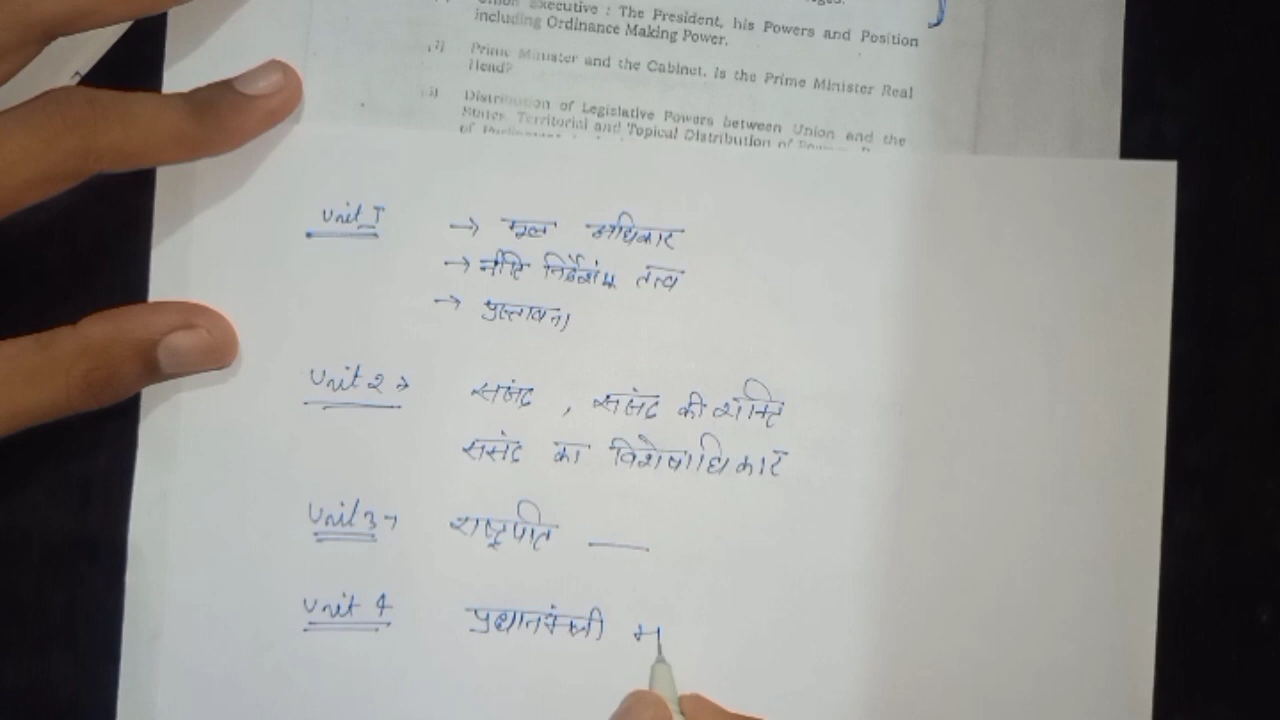 Union Executive : The President, his Powers and Position
including Ordinance Making Power.
Prime Minister and the Cabinet. Is the Prime Minister Real
Head?
Distribution of Legislative Powers between Union and the
States, Territorial and Topical Distribution of
Unit I → मूल अधिकार
→ नीति निर्देशक तत्व
→ प्रस्तावना
Unit 2 → संसद , संसद की शक्ति
ससंद का विशेषाधिकार
Unit 3 → राष्ट्रपति —
Unit 4 प्रधानमंत्री म